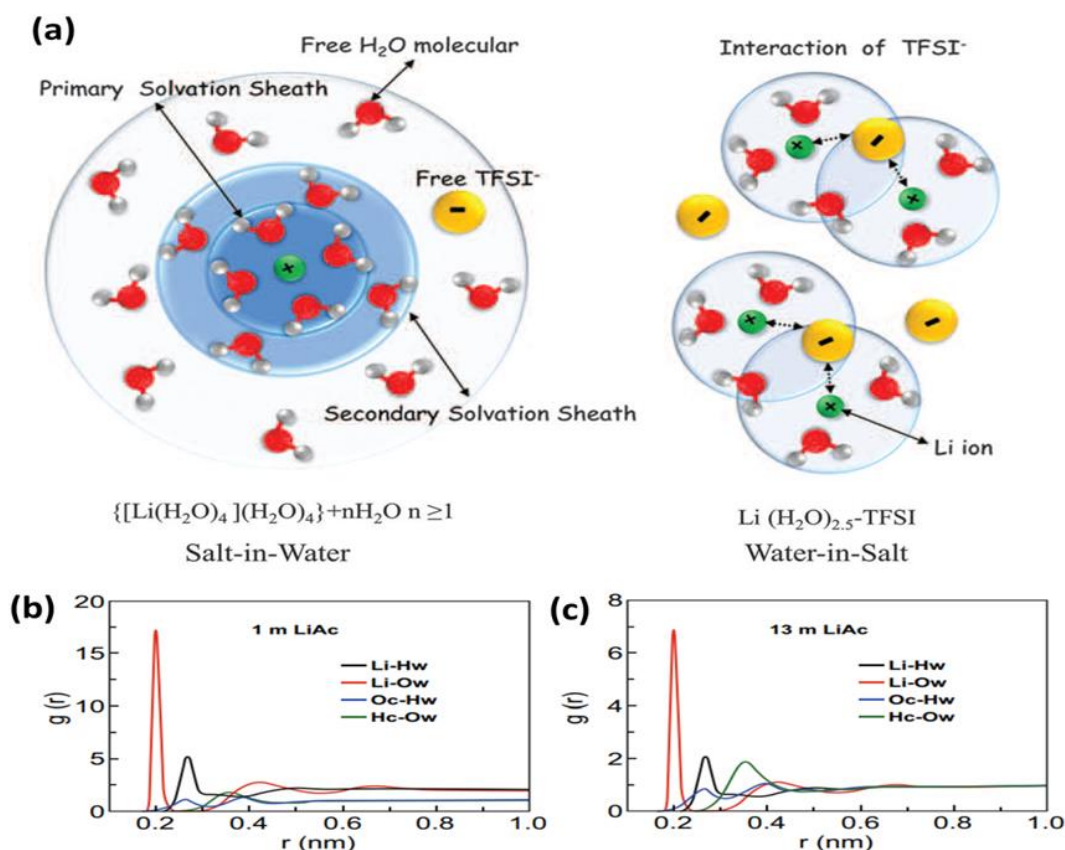 (a)
Free H₂O molecular
Primary Solvation Sheath
Free TFSI⁻
Secondary Solvation Sheath
{[Li(H₂O)₄](H₂O)₄}+nH₂O n ≥1
Salt-in-Water
Interaction of TFSI⁻
Li ion
Li (H₂O)₂.₅-TFSI
Water-in-Salt
(b)
1 m LiAc
Li-Hw
Li-Ow
Oc-Hw
Hc-Ow
g (r)
20
15
10
5
0
0.2 0.4 0.6 0.8 1.0
r (nm)
(c)
13 m LiAc
Li-Hw
Li-Ow
Oc-Hw
Hc-Ow
g (r)
8
6
4
2
0
0.2 0.4 0.6 0.8 1.0
r (nm)